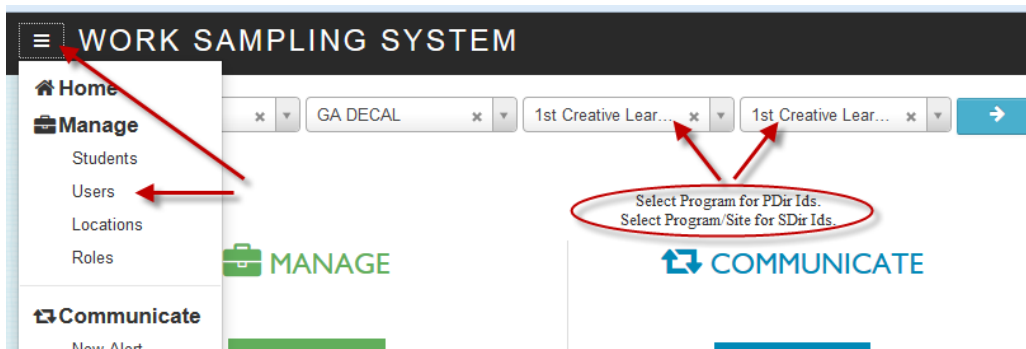 ≡ WORK SAMPLING SYSTEM
Home
Manage
Students
Users
Locations
Roles
Communicate
New Alert
GA DECAL
1st Creative Lear...
1st Creative Lear...
Select Program for PDir Ids.
Select Program/Site for SDir Ids.
MANAGE
COMMUNICATE